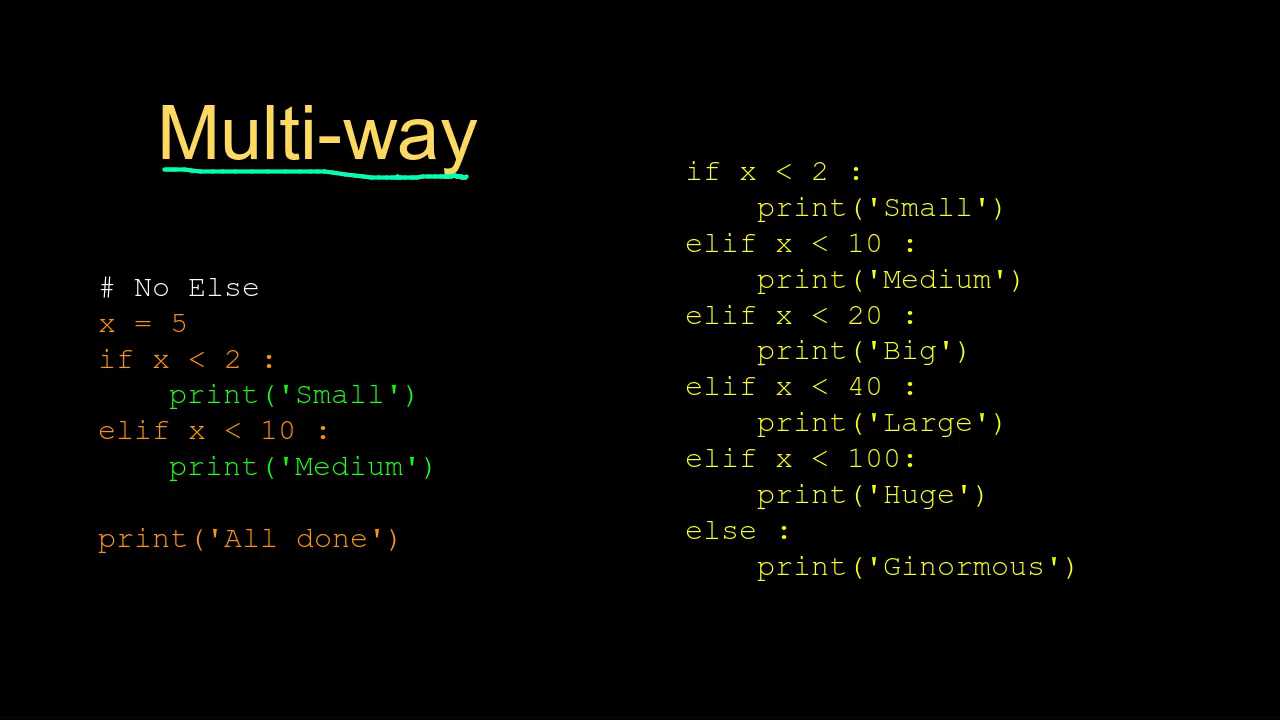 Multi-way
# No Else
x = 5
if x < 2 :
    print('Small')
elif x < 10 :
    print('Medium')
print('All done')
if x < 2 :
    print('Small')
elif x < 10 :
    print('Medium')
elif x < 20 :
    print('Big')
elif x < 40 :
    print('Large')
elif x < 100:
    print('Huge')
else :
    print('Ginormous')